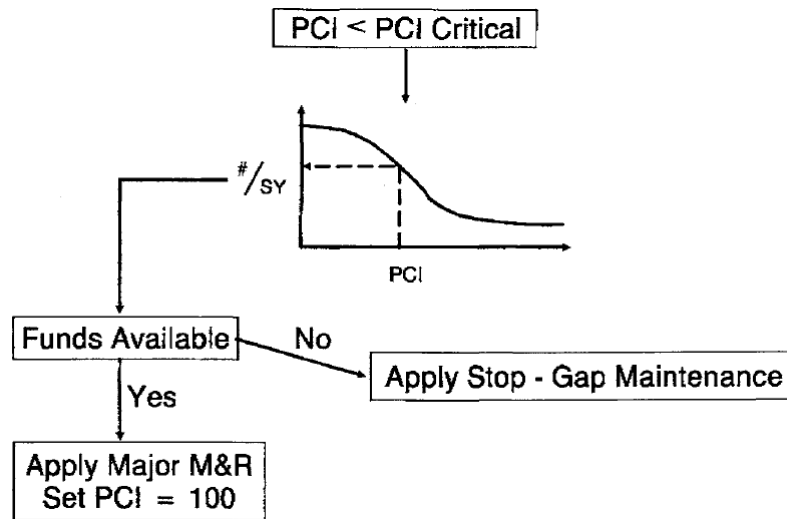 PCI < PCI Critical
#/SY
PCI
Funds Available
No
Apply Stop - Gap Maintenance
Yes
Apply Major M&R
Set PCI = 100